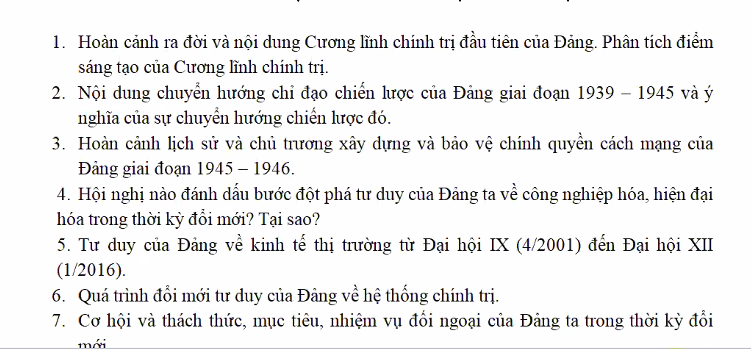 1. Hoàn cảnh ra đời và nội dung Cương lĩnh chính trị đầu tiên của Đảng. Phân tích điểm
sáng tạo của Cương lĩnh chính trị.
2. Nội dung chuyển hướng chỉ đạo chiến lược của Đảng giai đoạn 1939 – 1945 và ý
nghĩa của sự chuyển hướng chiến lược đó.
3. Hoàn cảnh lịch sử và chủ trương xây dựng và bảo vệ chính quyền cách mạng của
Đảng giai đoạn 1945 – 1946.
4. Hội nghị nào đánh dấu bước đột phá tư duy của Đảng ta về công nghiệp hóa, hiện đại
hóa trong thời kỳ đổi mới? Tại sao?
5. Tư duy của Đảng về kinh tế thị trường từ Đại hội IX (4/2001) đến Đại hội XII
(1/2016).
6. Quá trình đổi mới tư duy của Đảng về hệ thống chính trị.
7. Cơ hội và thách thức, mục tiêu, nhiệm vụ đối ngoại của Đảng ta trong thời kỳ đổi
mới